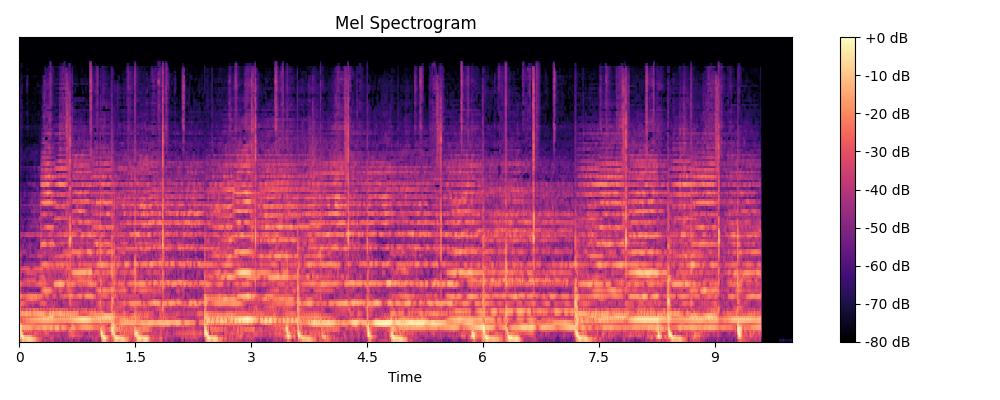 Mel Spectrogram
+0 dB
-10 dB
-20 dB
-30 dB
-40 dB
-50 dB
-60 dB
-70 dB
-80 dB
0 1.5 3 4.5 6 7.5 9
Time